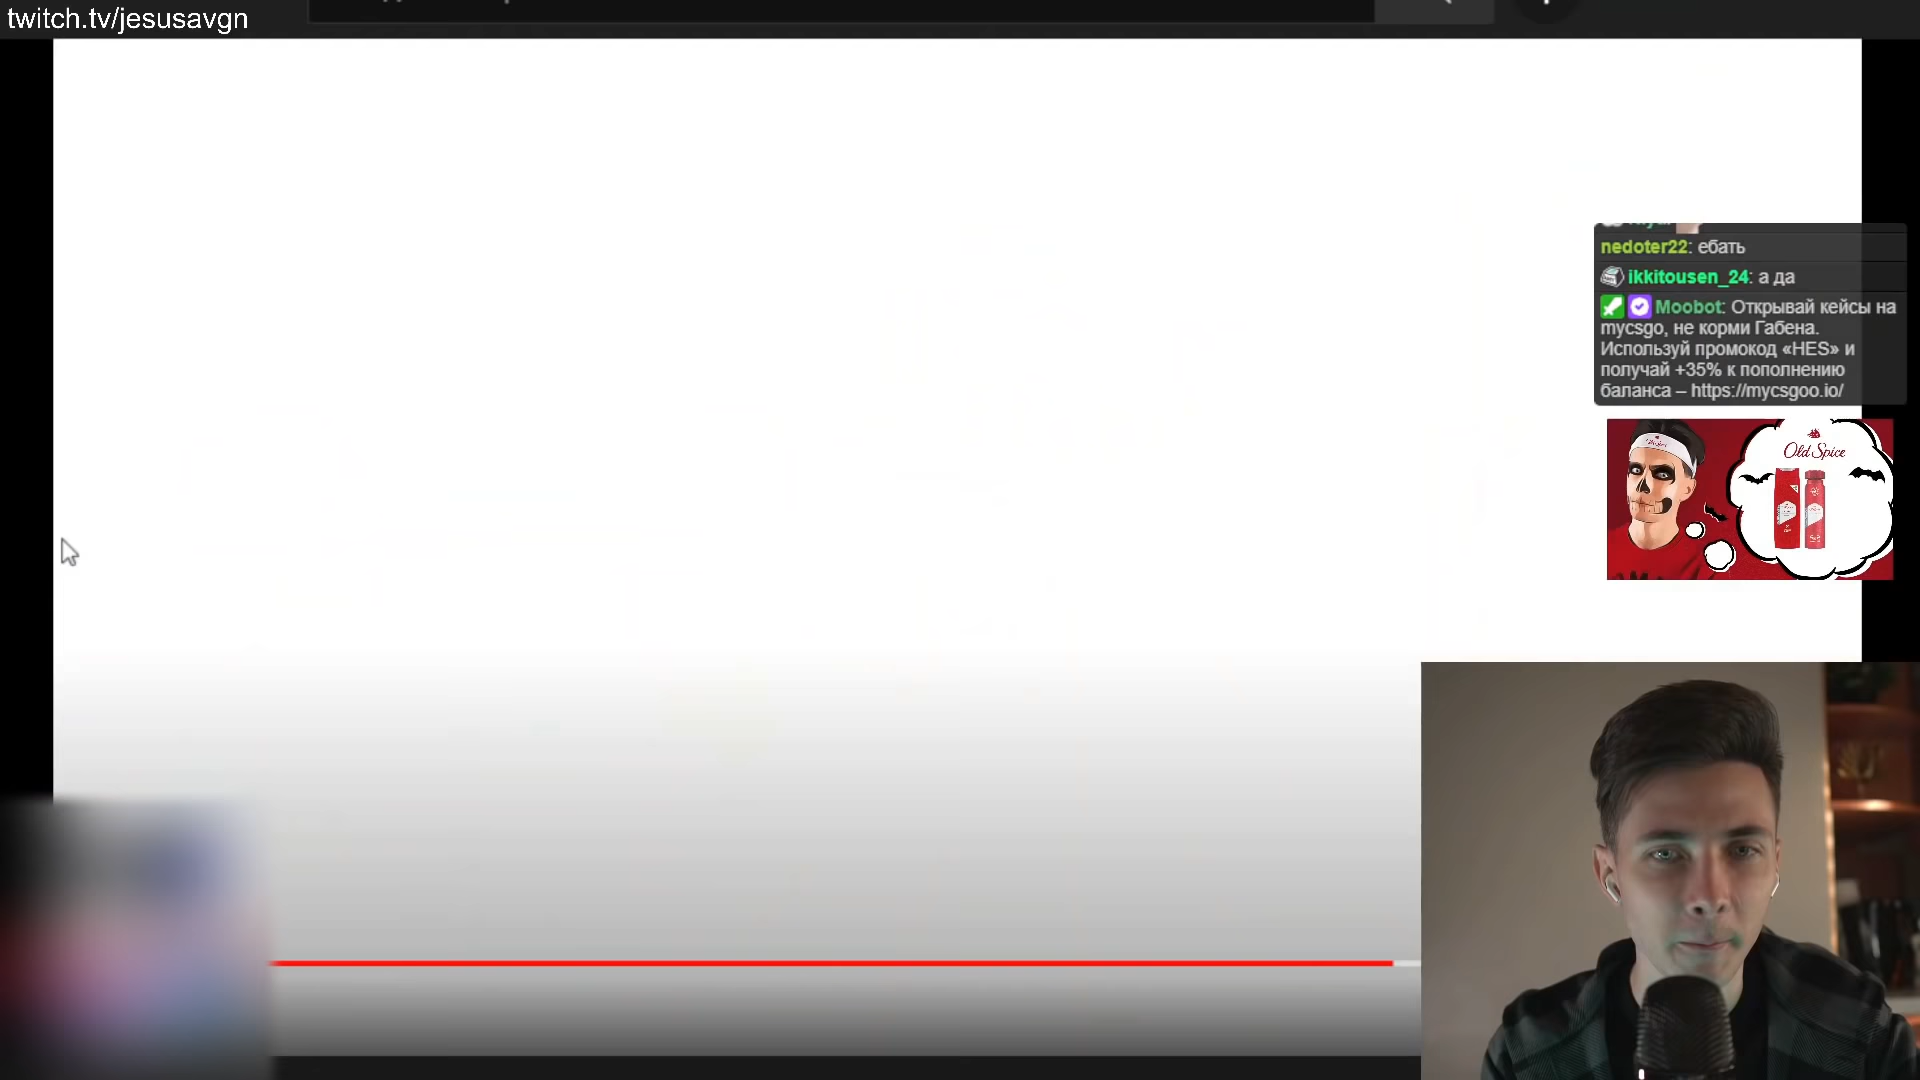 twitch.tv/jesusavgn
nedoter22: ебать
ikkitousen_24: а да
Moobot: Открывай кейсы на
mycsgo, не корми Габена.
Используй промокод «HES» и
получай +35% к пополнению
баланса – https://mycsgoo.io/
Old Spice